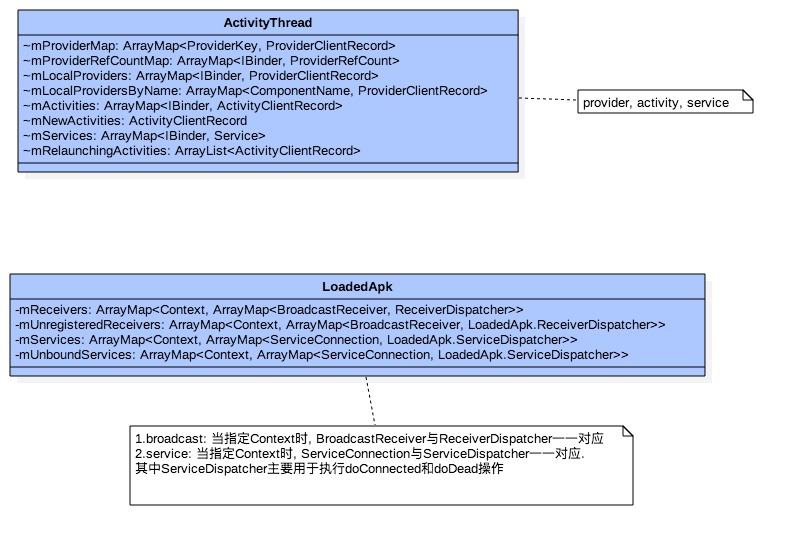 ActivityThread
~mProviderMap: ArrayMap<ProviderKey, ProviderClientRecord>
~mProviderRefCountMap: ArrayMap<IBinder, ProviderRefCount>
~mLocalProviders: ArrayMap<IBinder, ProviderClientRecord>
~mLocalProvidersByName: ArrayMap<ComponentName, ProviderClientRecord>
~mActivities: ArrayMap<IBinder, ActivityClientRecord>
~mNewActivities: ActivityClientRecord
~mServices: ArrayMap<IBinder, Service>
~mRelaunchingActivities: ArrayList<ActivityClientRecord>
provider, activity, service
LoadedApk
-mReceivers: ArrayMap<Context, ArrayMap<BroadcastReceiver, ReceiverDispatcher>>
-mUnregisteredReceivers: ArrayMap<Context, ArrayMap<BroadcastReceiver, LoadedApk.ReceiverDispatcher>>
-mServices: ArrayMap<Context, ArrayMap<ServiceConnection, LoadedApk.ServiceDispatcher>>
-mUnboundServices: ArrayMap<Context, ArrayMap<ServiceConnection, LoadedApk.ServiceDispatcher>>
1.broadcast: 当指定Context时, BroadcastReceiver与ReceiverDispatcher一一对应
2.service: 当指定Context时, ServiceConnection与ServiceDispatcher一一对应.
其中ServiceDispatcher主要用于执行doConnected和doDead操作